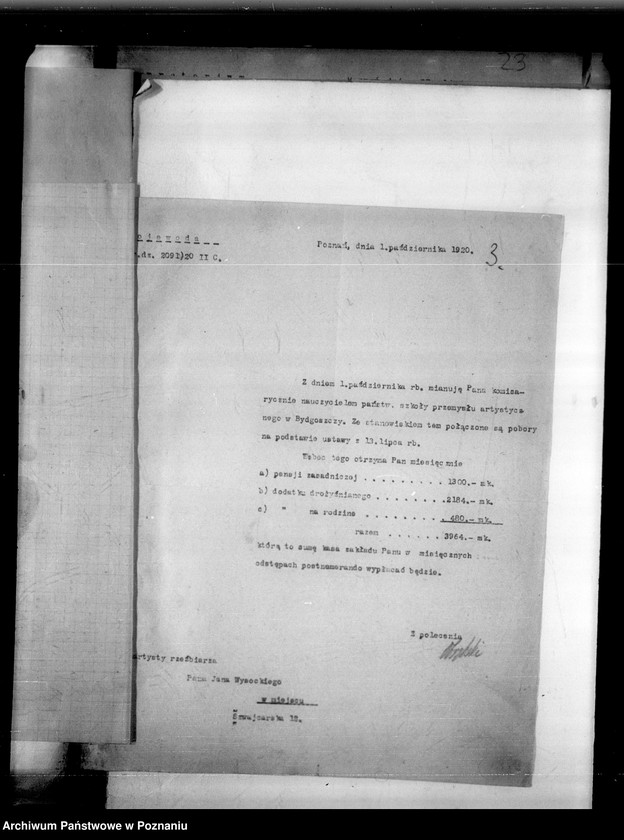 23
Poznań, dnia 1.października 1920.
3.
.dz. 2091)20 II C.
Z dniem 1.października rb. mianuję Pana komiza-
rycznie nauczycielem państw. szkoły przemysłu artystycz-
nego w Bydgoszczy. Ze stanowiskiem tem połączone są pobory
na podstawie ustawy z 13.lipca rb.
Wobec tego otrzyma Pan miesięcznie
a) pensji zasadniczej . . . . . . . . . 1300.- mk.
b) dodatku drożyźnianego . . . . . . . .2184.- mk.
c) " na rodzinę . . . . . . . . . 480.- mk.
razem . . . . . . 3964.- mk.
którą to sumę kasa zakładu Panu w miesięcznych
odstępach postnumerando wypłacać będzie.
Z polecenia
artysty rzeźbiarza
Pana Jana Wysockiego
w miejscu
Szwajcarska 12.
Archiwum Państwowe w Poznaniu